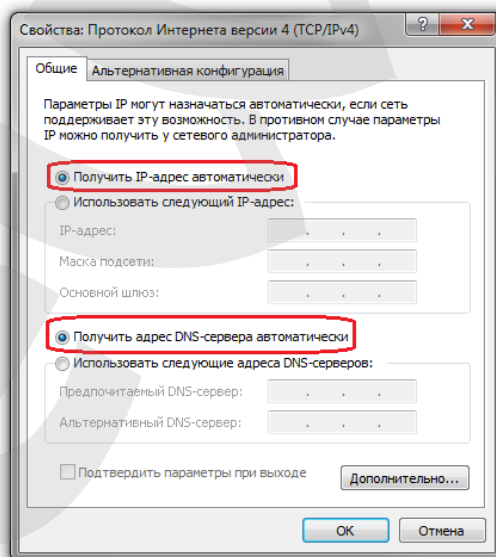 Свойства: Протокол Интернета версии 4 (TCP/IPv4)
Общие Альтернативная конфигурация
Параметры IP могут назначаться автоматически, если сеть
поддерживает эту возможность. В противном случае параметры
IP можно получить у сетевого администратора.
Получить IP-адрес автоматически
Использовать следующий IP-адрес:
IP-адрес:
Маска подсети:
Основной шлюз:
Получить адрес DNS-сервера автоматически
Использовать следующие адреса DNS-серверов:
Предпочитаемый DNS-сервер:
Альтернативный DNS-сервер:
Подтвердить параметры при выходе
Дополнительно...
ОК Отмена